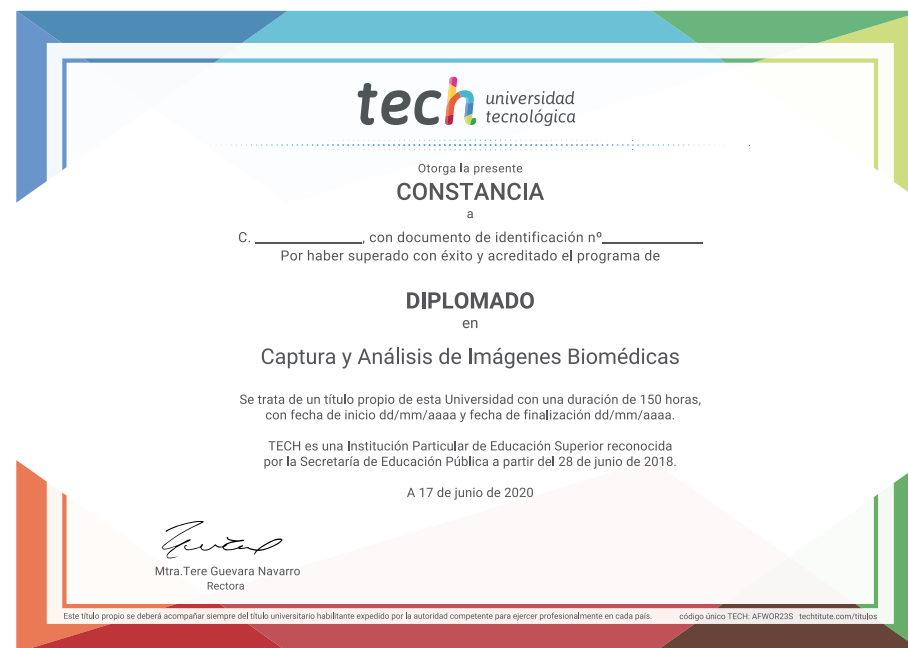 tech universidad
tecnológica
Otorga la presente
CONSTANCIA
a
C. ____________, con documento de identificación nº____________
Por haber superado con éxito y acreditado el programa de
DIPLOMADO
en
Captura y Análisis de Imágenes Biomédicas
Se trata de un título propio de esta Universidad con una duración de 150 horas,
con fecha de inicio dd/mm/aaaa y fecha de finalización dd/mm/aaaa.
TECH es una Institución Particular de Educación Superior reconocida
por la Secretaría de Educación Pública a partir del 28 de junio de 2018.
A 17 de junio de 2020
Mtra.Tere Guevara Navarro
Rectora
Este título propio se deberá acompañar siempre del título universitario habilitante expedido por la autoridad competente para ejercer profesionalmente en cada país. código único TECH: AFWOR23S techtitute.com/titulos